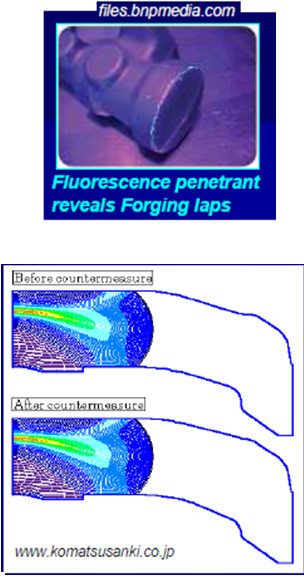 files.bnpmedia.com
Fluorescence penetrant
reveals Forging laps
Before countermeasure
After countermeasure
www.komatsusanki.co.jp